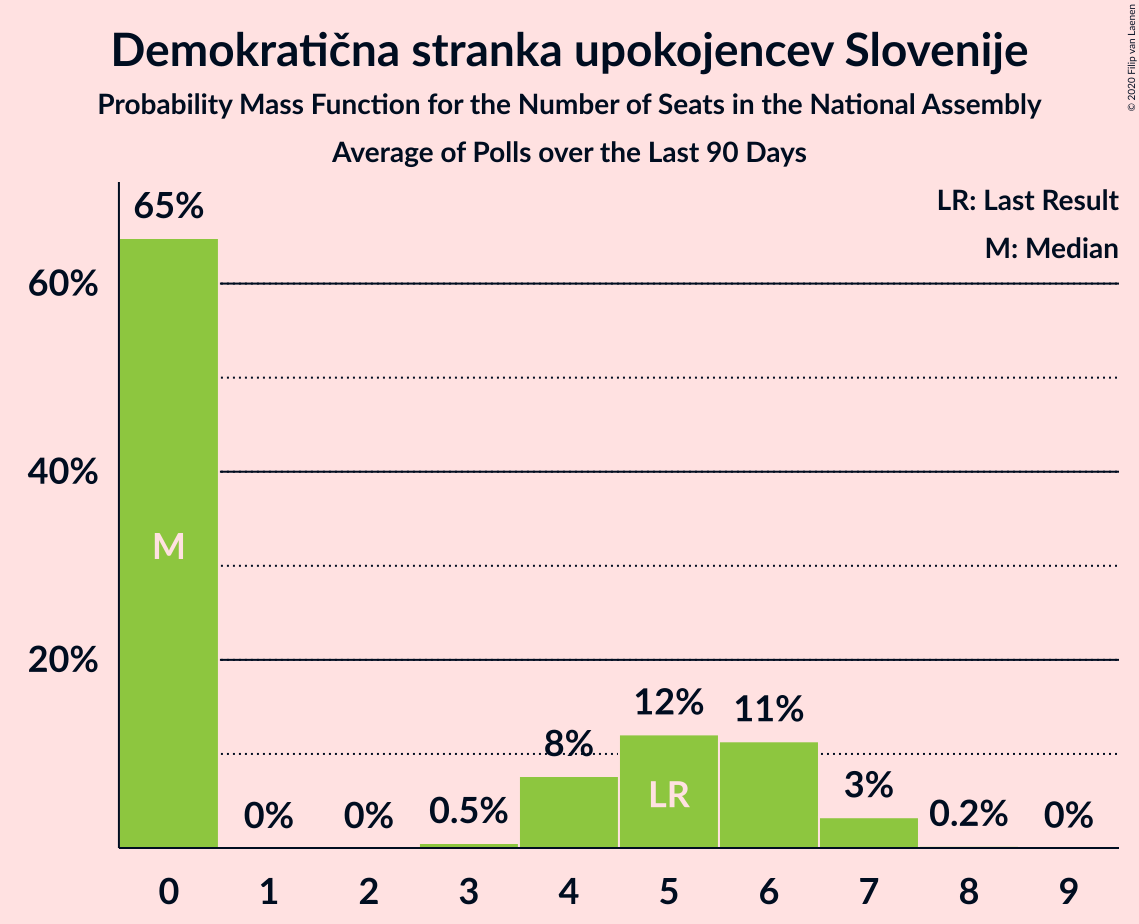 Demokratična stranka upokojencev Slovenije
Probability Mass Function for the Number of Seats in the National Assembly
Average of Polls over the Last 90 Days
© 2020 Filip van Laenen
LR: Last Result
M: Median
65%
60%
40%
20%
M
0%
0%
0.5%
8%
12%
LR
11%
3%
0.2%
0%
0 1 2 3 4 5 6 7 8 9